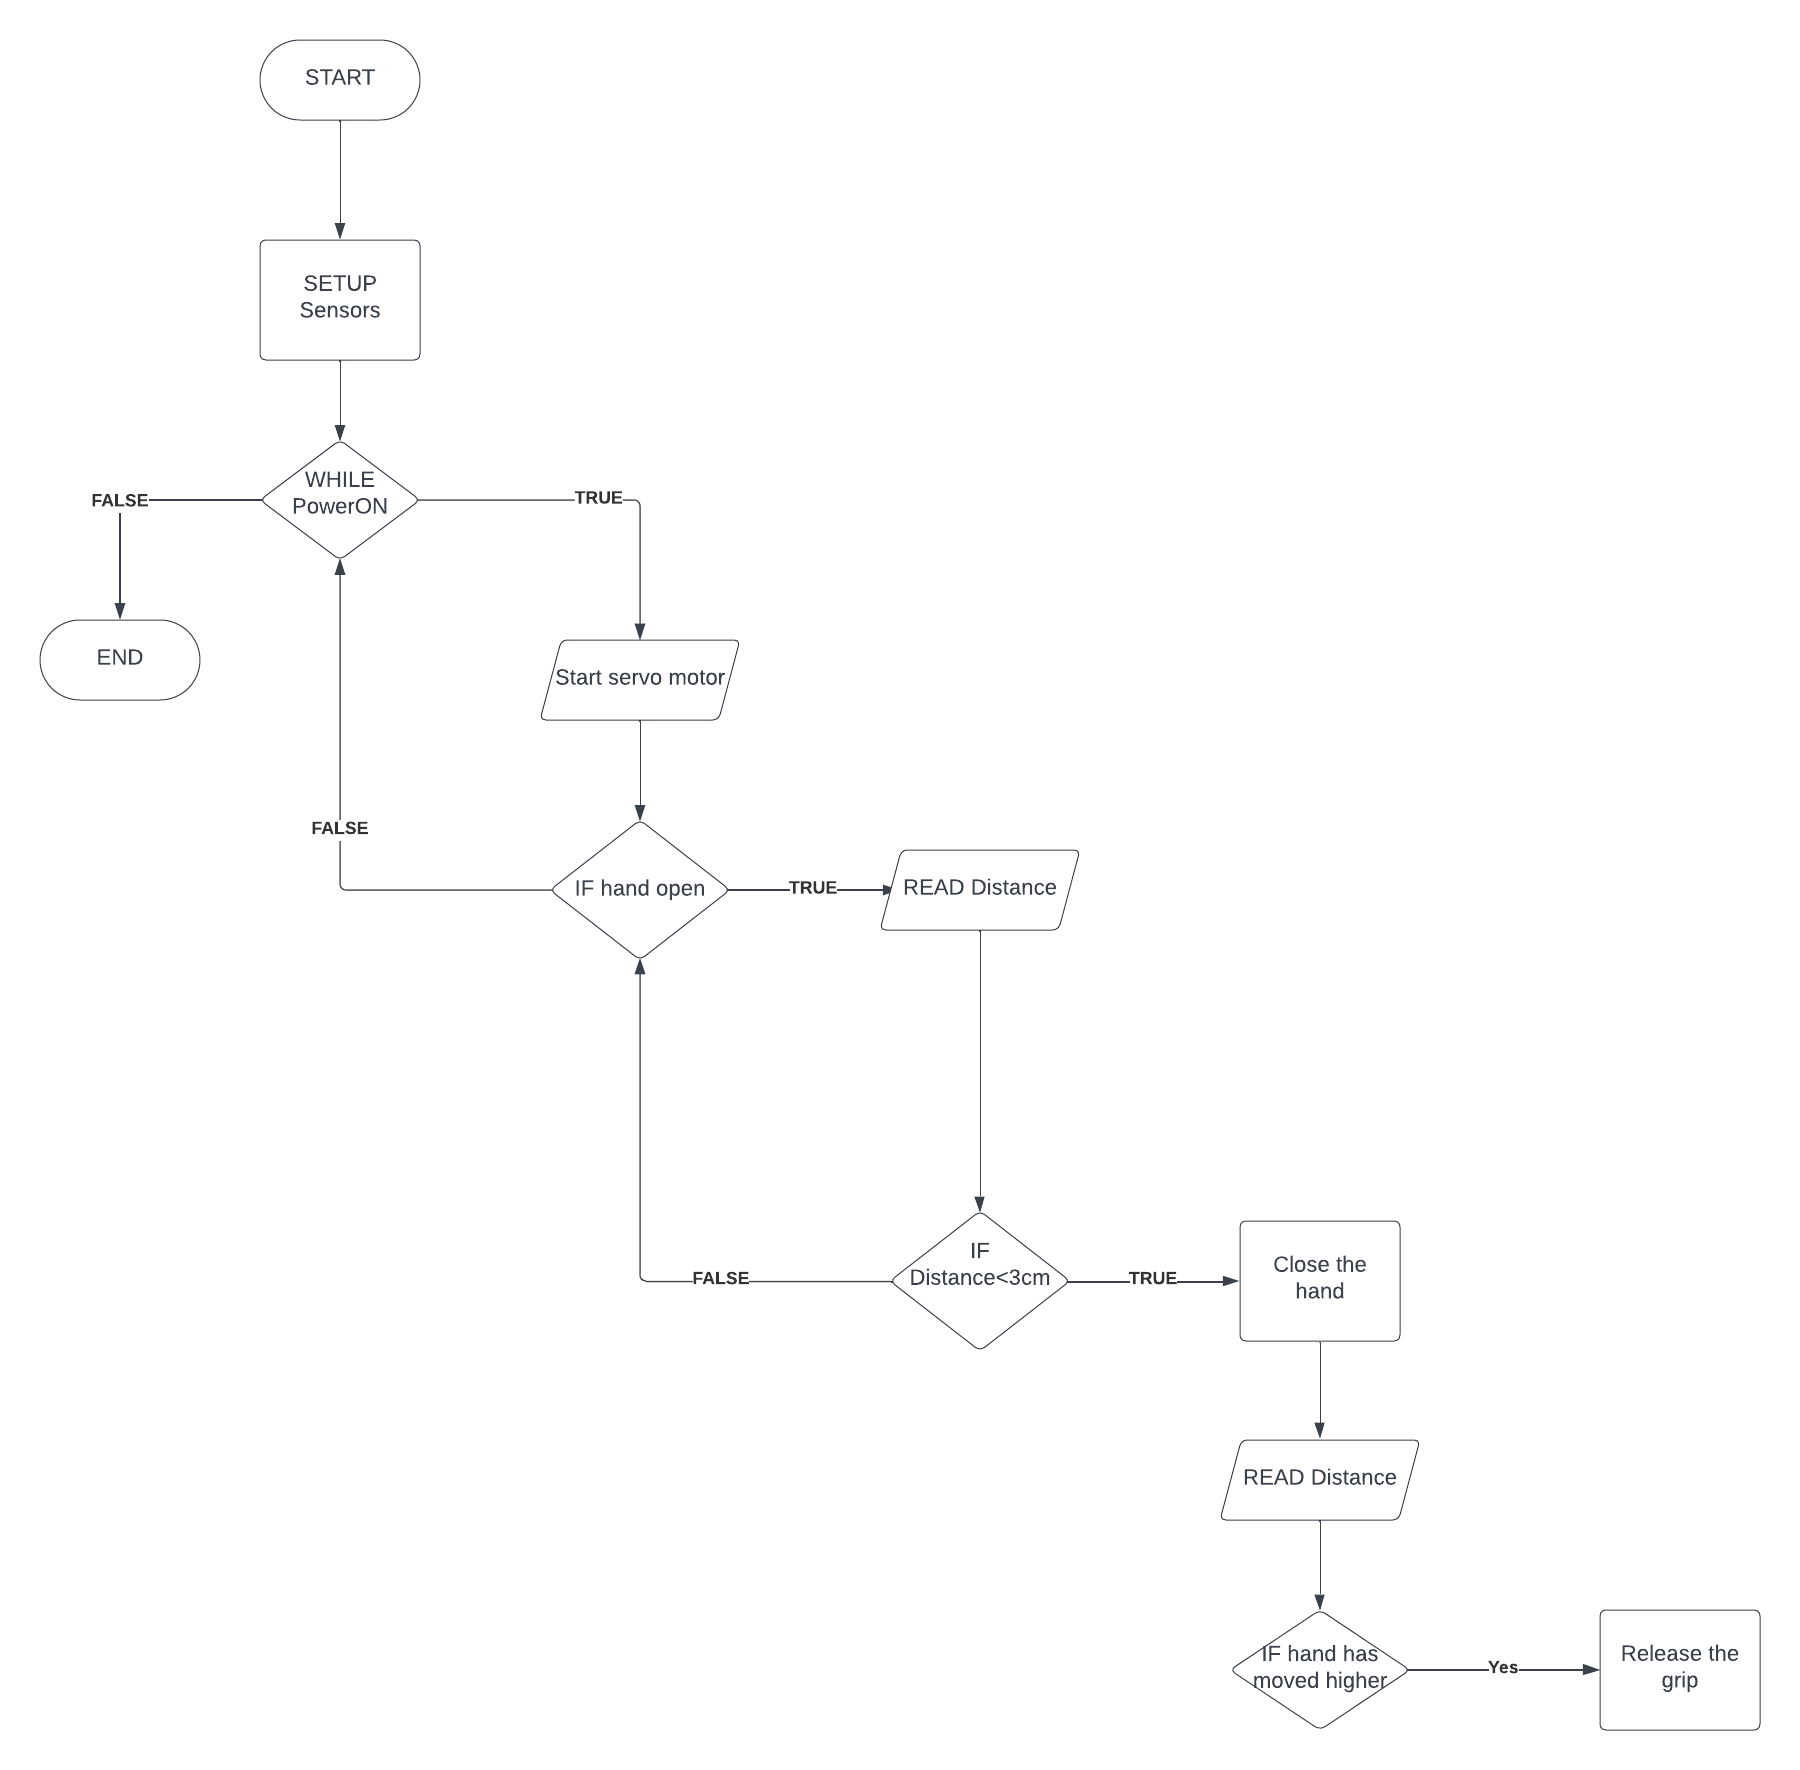 START
SETUP
Sensors
WHILE
PowerON
FALSE
TRUE
END
Start servo motor
FALSE
IF hand open
TRUE
READ Distance
IF
Distance<3cm
FALSE
TRUE
Close the
hand
READ Distance
IF hand has
moved higher
Yes
Release the
grip